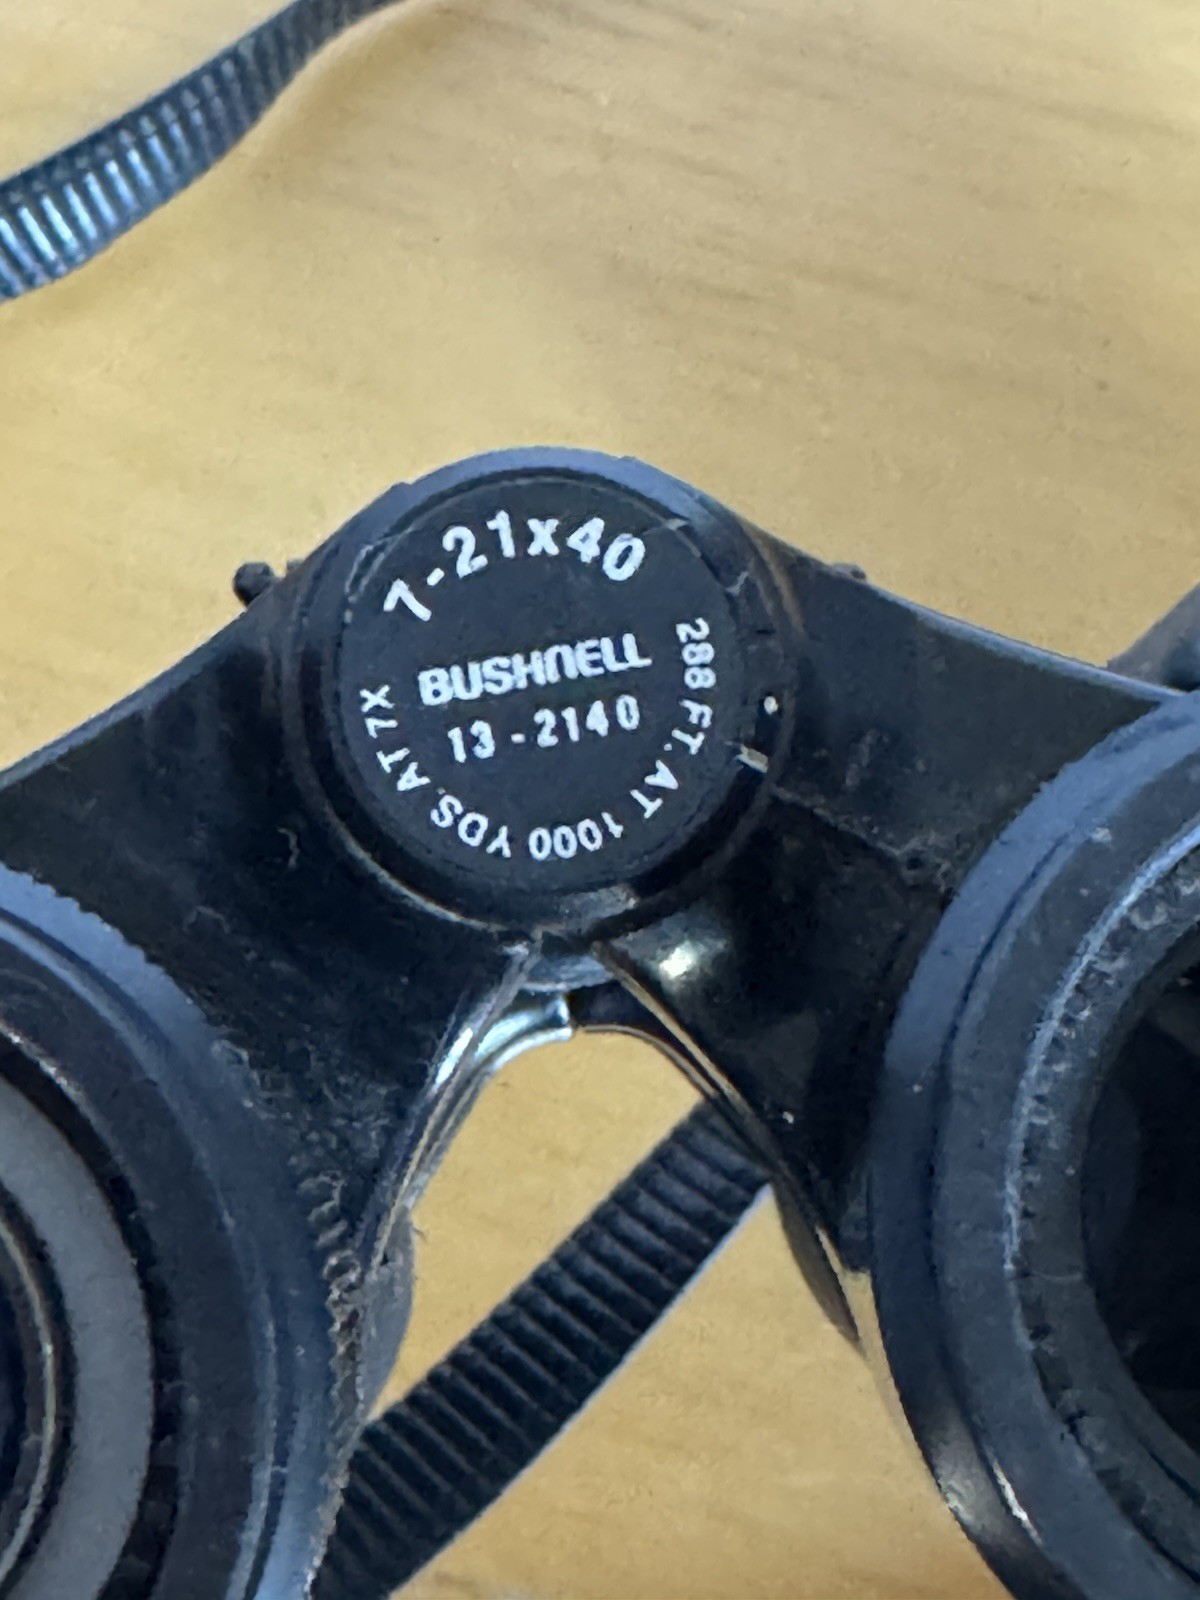 7-21x40
BUSHNELL
13-2140
288 FT. AT 1000 YDS. AT 7X